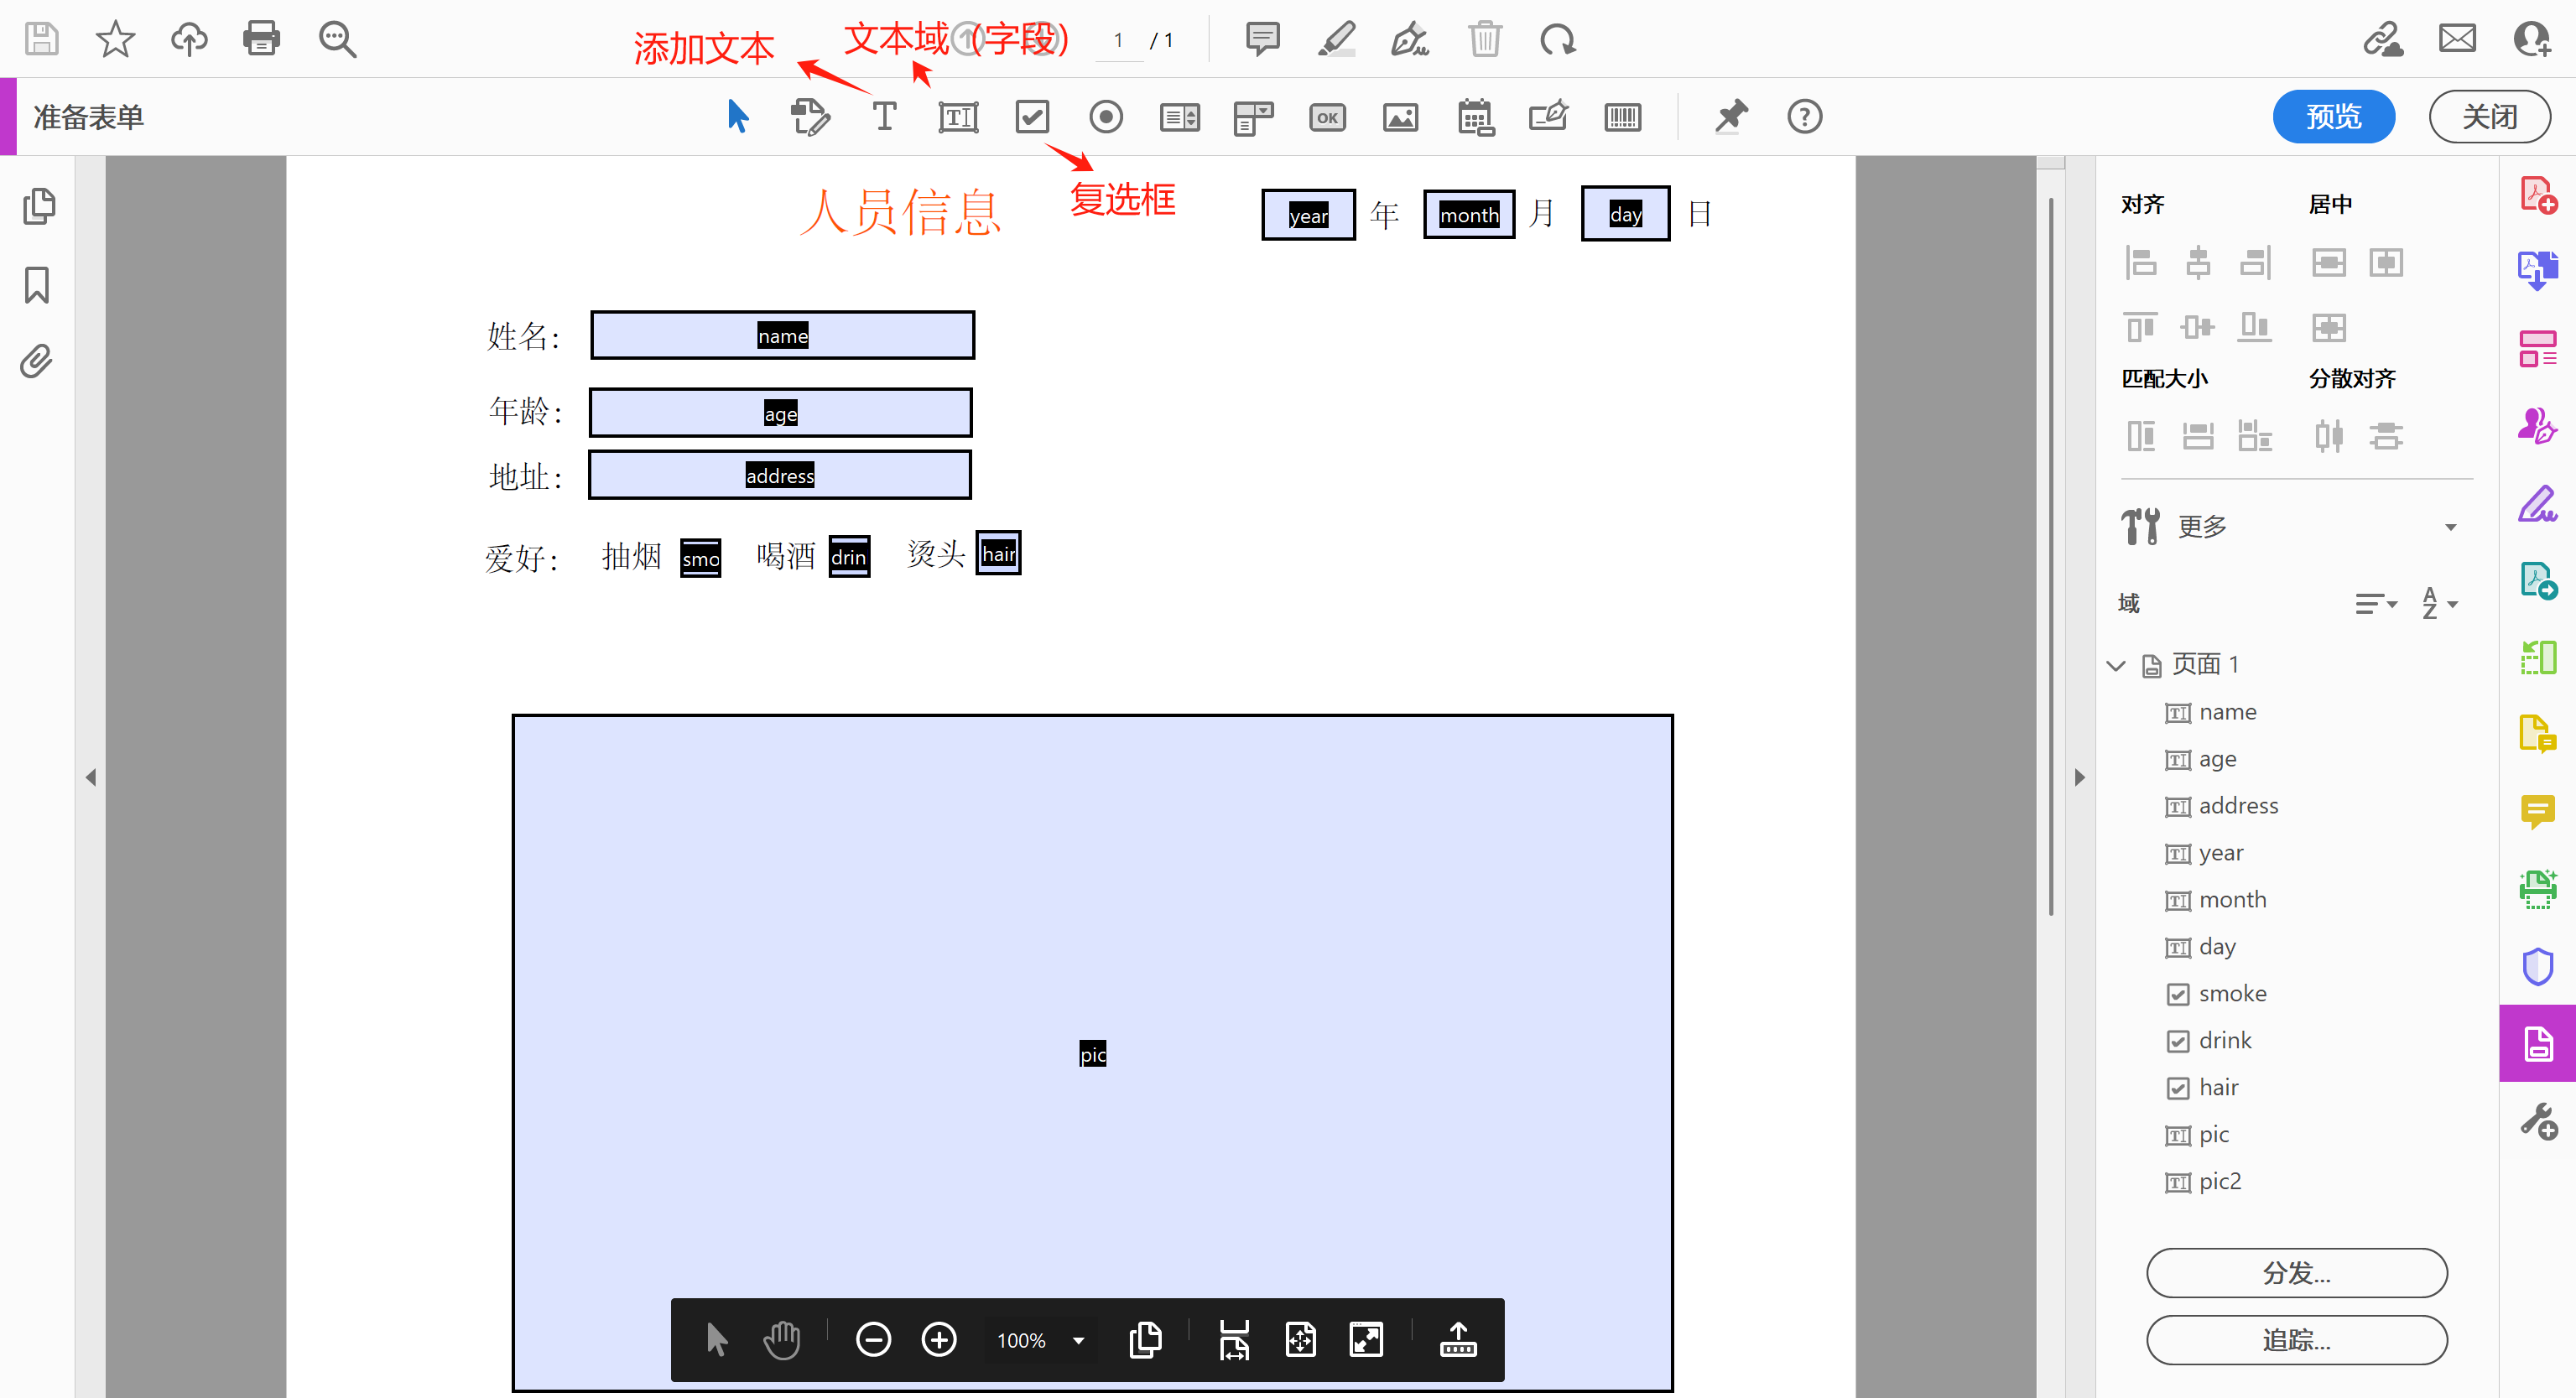 添加文本
文本域（字段）
1 / 1
准备表单
OK
预览
关闭
复选框
人员信息
year 年 month 月 day 日
姓名：
name
年龄：
age
地址：
address
爱好： 抽烟 smo 喝酒 drin 烫头 hair
pic
100%
对齐
居中
匹配大小
分散对齐
更多
域
A
Z
页面 1
name
age
address
year
month
day
smoke
drink
hair
pic
pic2
分发...
追踪...